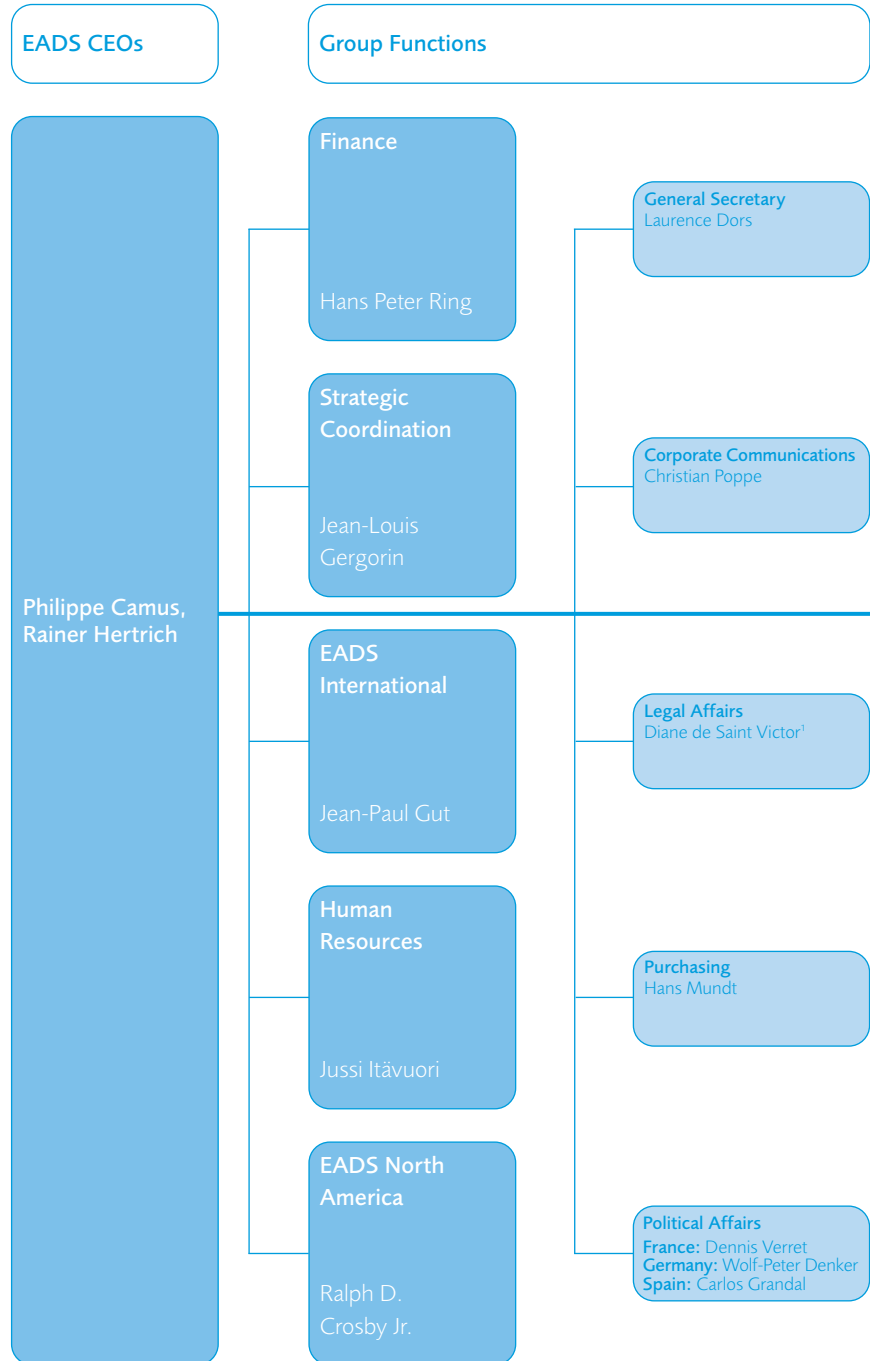 EADS CEOs
Group Functions
Philippe Camus,
Rainer Hertrich
Finance
Hans Peter Ring
Strategic
Coordination
Jean-Louis
Gergorin
EADS
International
Jean-Paul Gut
Human
Resources
Jussi Itävuori
EADS North
America
Ralph D.
Crosby Jr.
General Secretary
Laurence Dors
Corporate Communications
Christian Poppe
Legal Affairs
Diane de Saint Victor¹
Purchasing
Hans Mundt
Political Affairs
France: Dennis Verret
Germany: Wolf-Peter Denker
Spain: Carlos Grandal